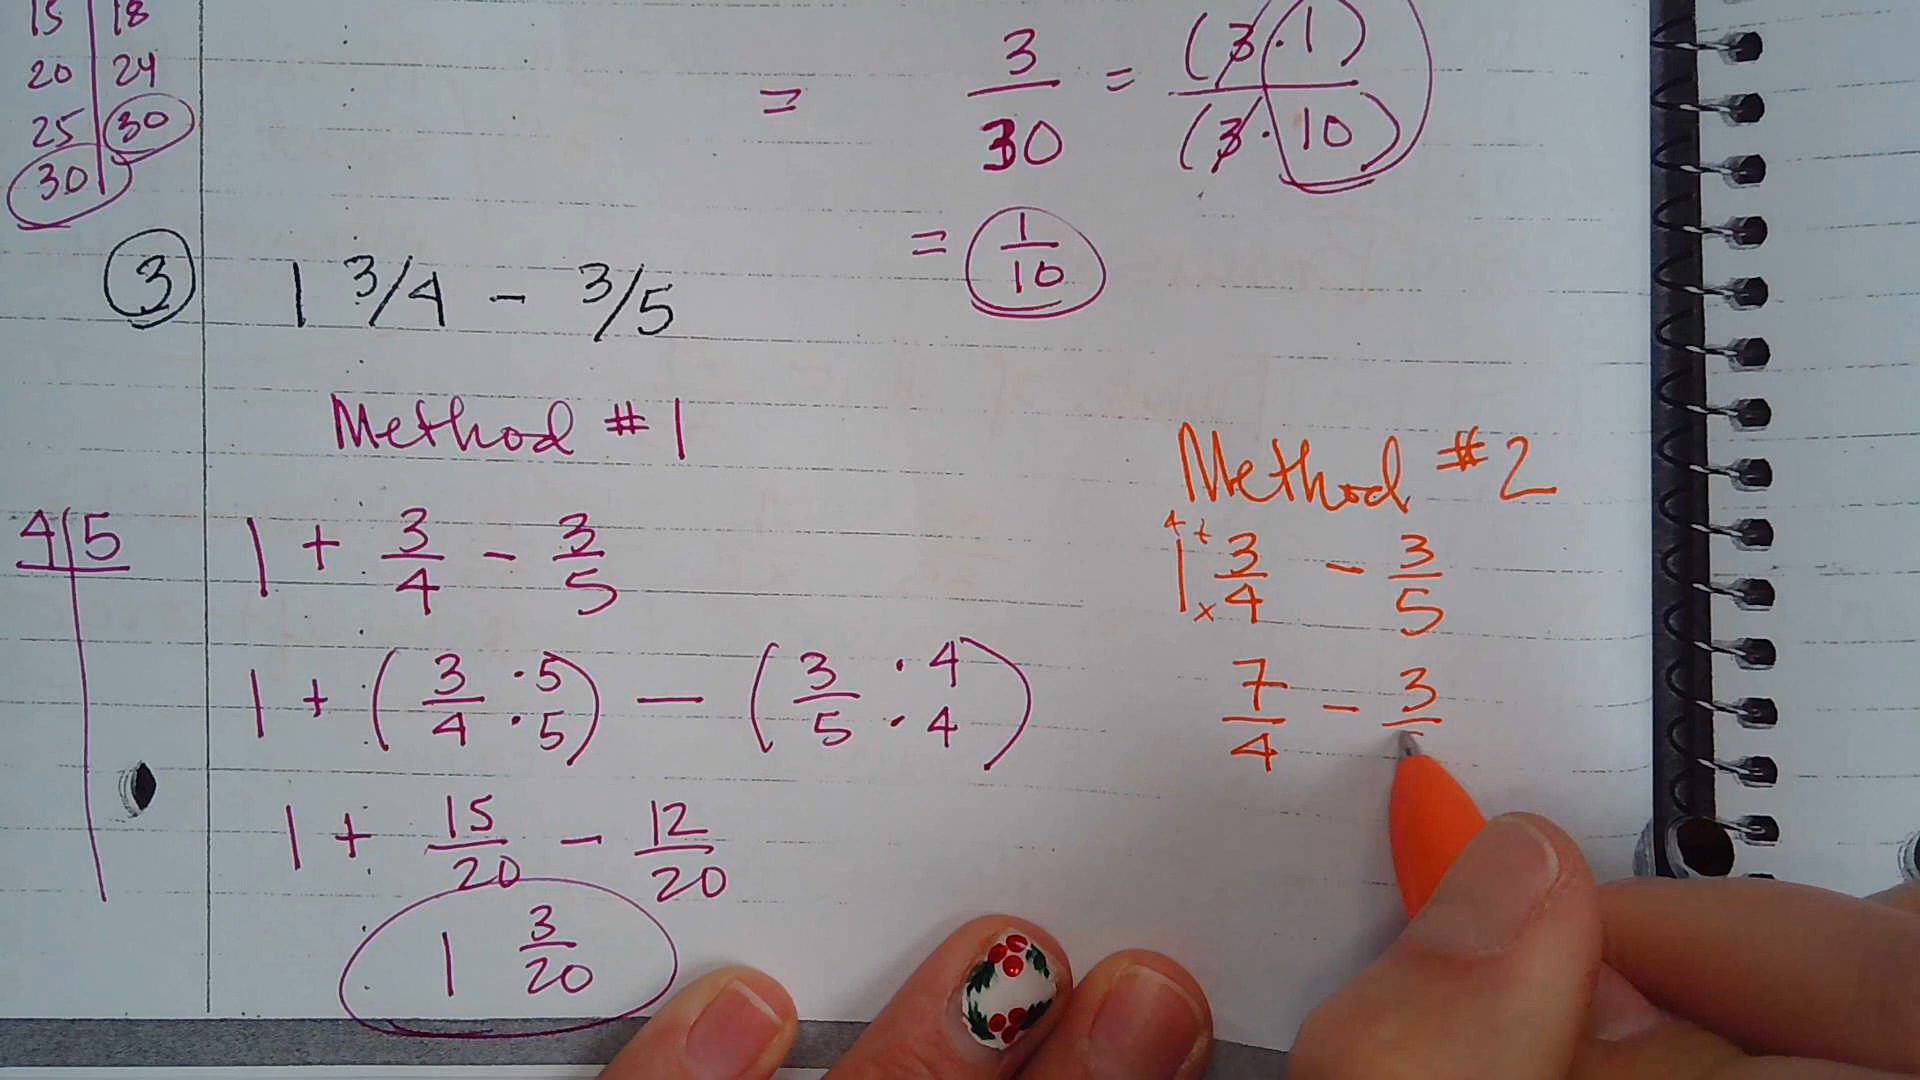 15 | 18
20 | 24
25 | 30
30
= 3/30 = (3 · 1)/(3 · 10)
= 1/10
3 1 3/4 - 3/5
Method #1
4 | 5
1 + 3/4 - 3/5
1 + (3/4 · 5/5) - (3/5 · 4/4)
1 + 15/20 - 12/20
1 3/20
Method #2
4 +
1 3/4 - 3/5
x
7/4 - 3/